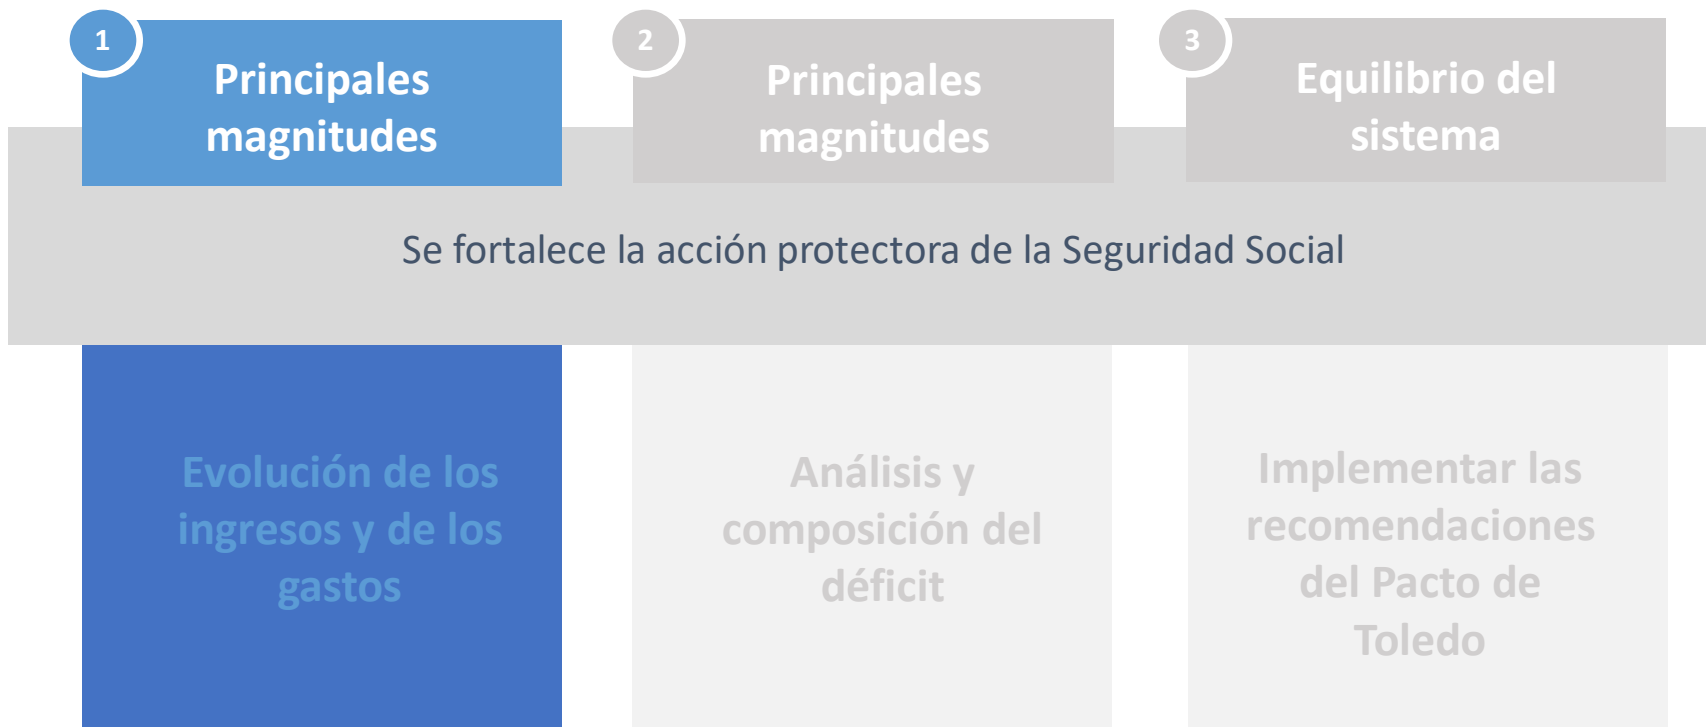 1
Principales
magnitudes
2
Principales
magnitudes
3
Equilibrio del
sistema
Se fortalece la acción protectora de la Seguridad Social
Evolución de los
ingresos y de los
gastos
Análisis y
composición del
déficit
Implementar las
recomendaciones
del Pacto de
Toledo